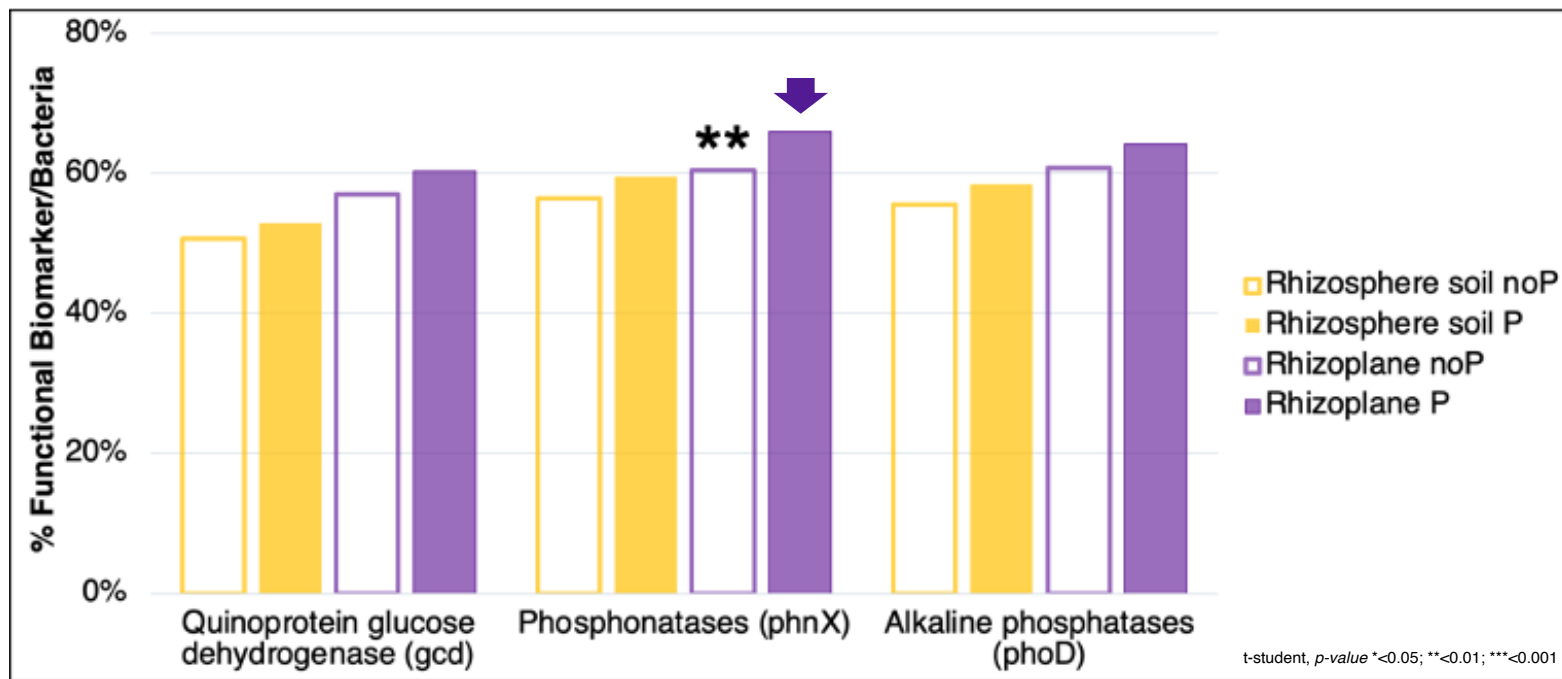 % Functional Biomarker/Bacteria
80%
60%
40%
20%
0%
**
Quinoprotein glucose
dehydrogenase (gcd)
Phosphonatases (phnX)
Alkaline phosphatases
(phoD)
Rhizosphere soil noP
Rhizosphere soil P
Rhizoplane noP
Rhizoplane P
t-student, p-value *<0.05; **<0.01; ***<0.001